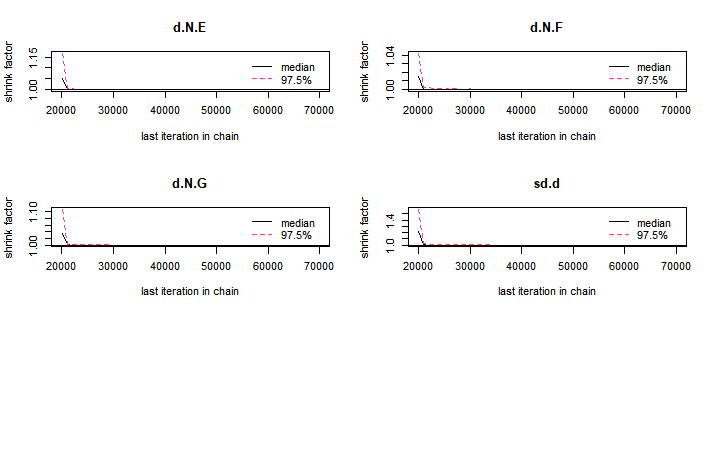 d.N.E
shrink factor
1.00 1.15
median
97.5%
20000 30000 40000 50000 60000 70000
last iteration in chain
d.N.F
shrink factor
1.00 1.04
median
97.5%
20000 30000 40000 50000 60000 70000
last iteration in chain
d.N.G
shrink factor
1.00 1.10
median
97.5%
20000 30000 40000 50000 60000 70000
last iteration in chain
sd.d
shrink factor
1.0 1.4
median
97.5%
20000 30000 40000 50000 60000 70000
last iteration in chain